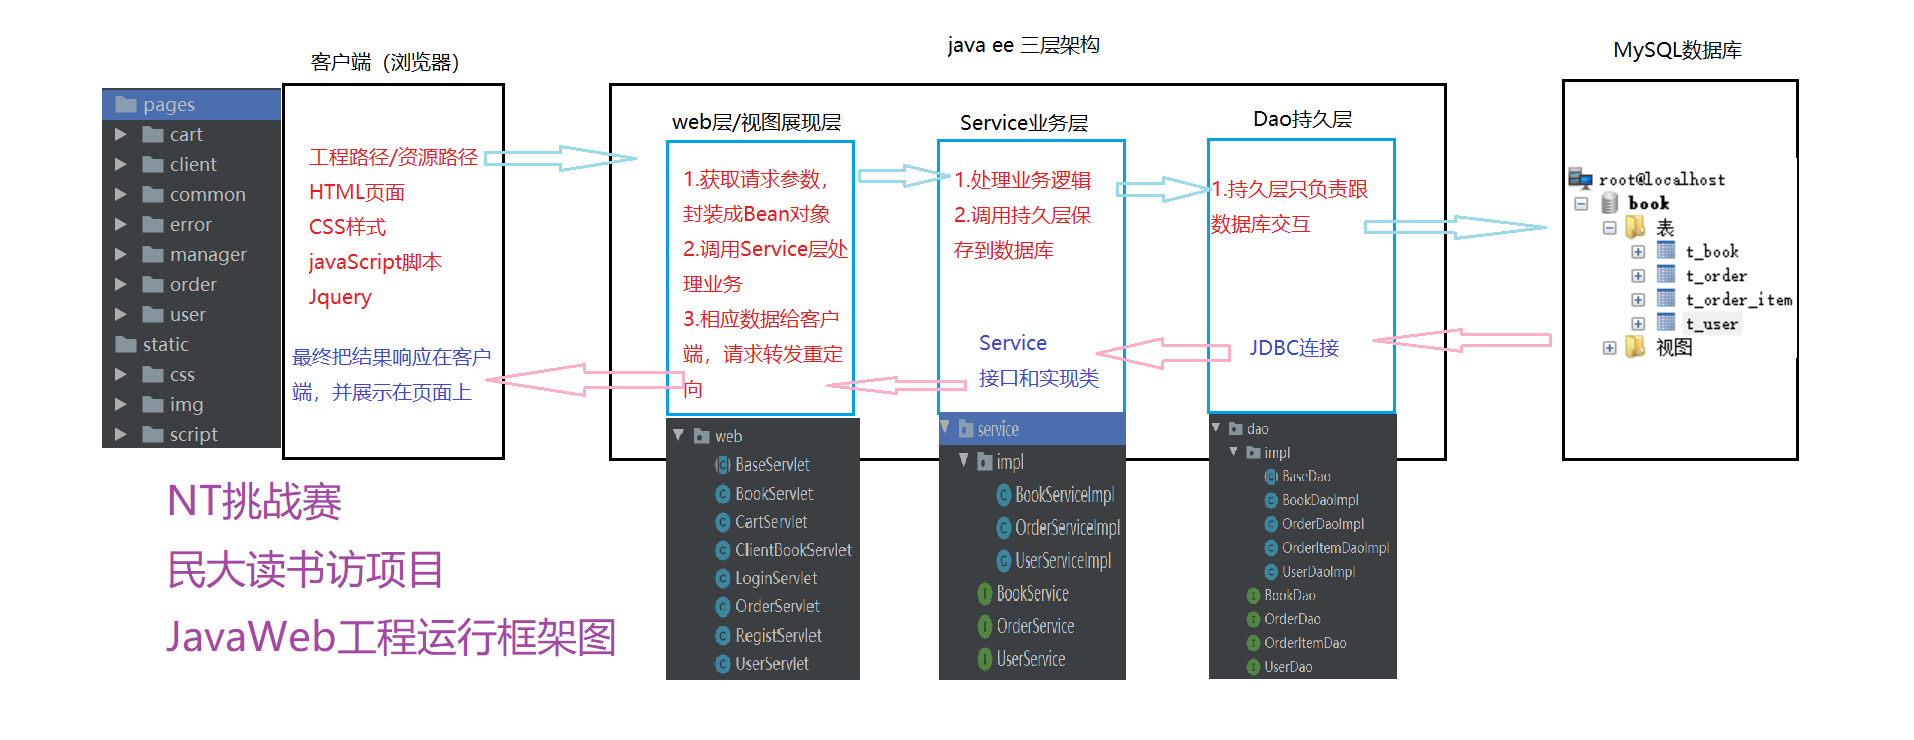 java ee 三层架构
客户端（浏览器）
MySQL数据库
pages
cart
client
common
error
manager
order
user
static
css
img
script
工程路径/资源路径
HTML页面
CSS样式
javaScript脚本
Jquery
最终把结果响应在客户
端，并展示在页面上
web层/视图展现层
1.获取请求参数，
封装成Bean对象
2.调用Service层处
理业务
3.相应数据给客户
端，请求转发重定
向
web
BaseServlet
BookServlet
CartServlet
ClientBookServlet
LoginServlet
OrderServlet
RegistServlet
UserServlet
Service业务层
1.处理业务逻辑
2.调用持久层保
存到数据库
Service
接口和实现类
service
impl
BookServiceImpl
OrderServiceImpl
UserServiceImpl
BookService
OrderService
UserService
Dao持久层
1.持久层只负责跟
数据库交互
JDBC连接
dao
impl
BaseDao
BookDaoImpl
OrderDaoImpl
OrderItemDaoImpl
UserDaoImpl
BookDao
OrderDao
OrderItemDao
UserDao
root@localhost
book
表
t_book
t_order
t_order_item
t_user
视图
NT挑战赛
民大读书访项目
JavaWeb工程运行框架图